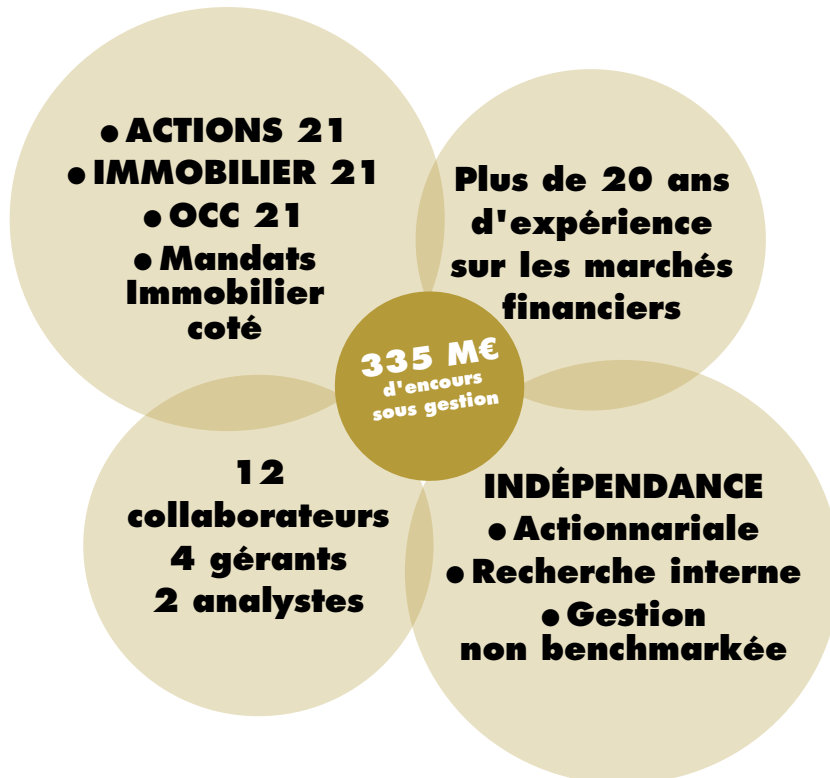 ● ACTIONS 21
● IMMOBILIER 21
● OCC 21
● Mandats
Immobilier
coté
Plus de 20 ans
d'expérience
sur les marchés
financiers
335 M€
d'encours
sous gestion
12
collaborateurs
4 gérants
2 analystes
INDÉPENDANCE
● Actionnariale
● Recherche interne
● Gestion
non benchmarkée